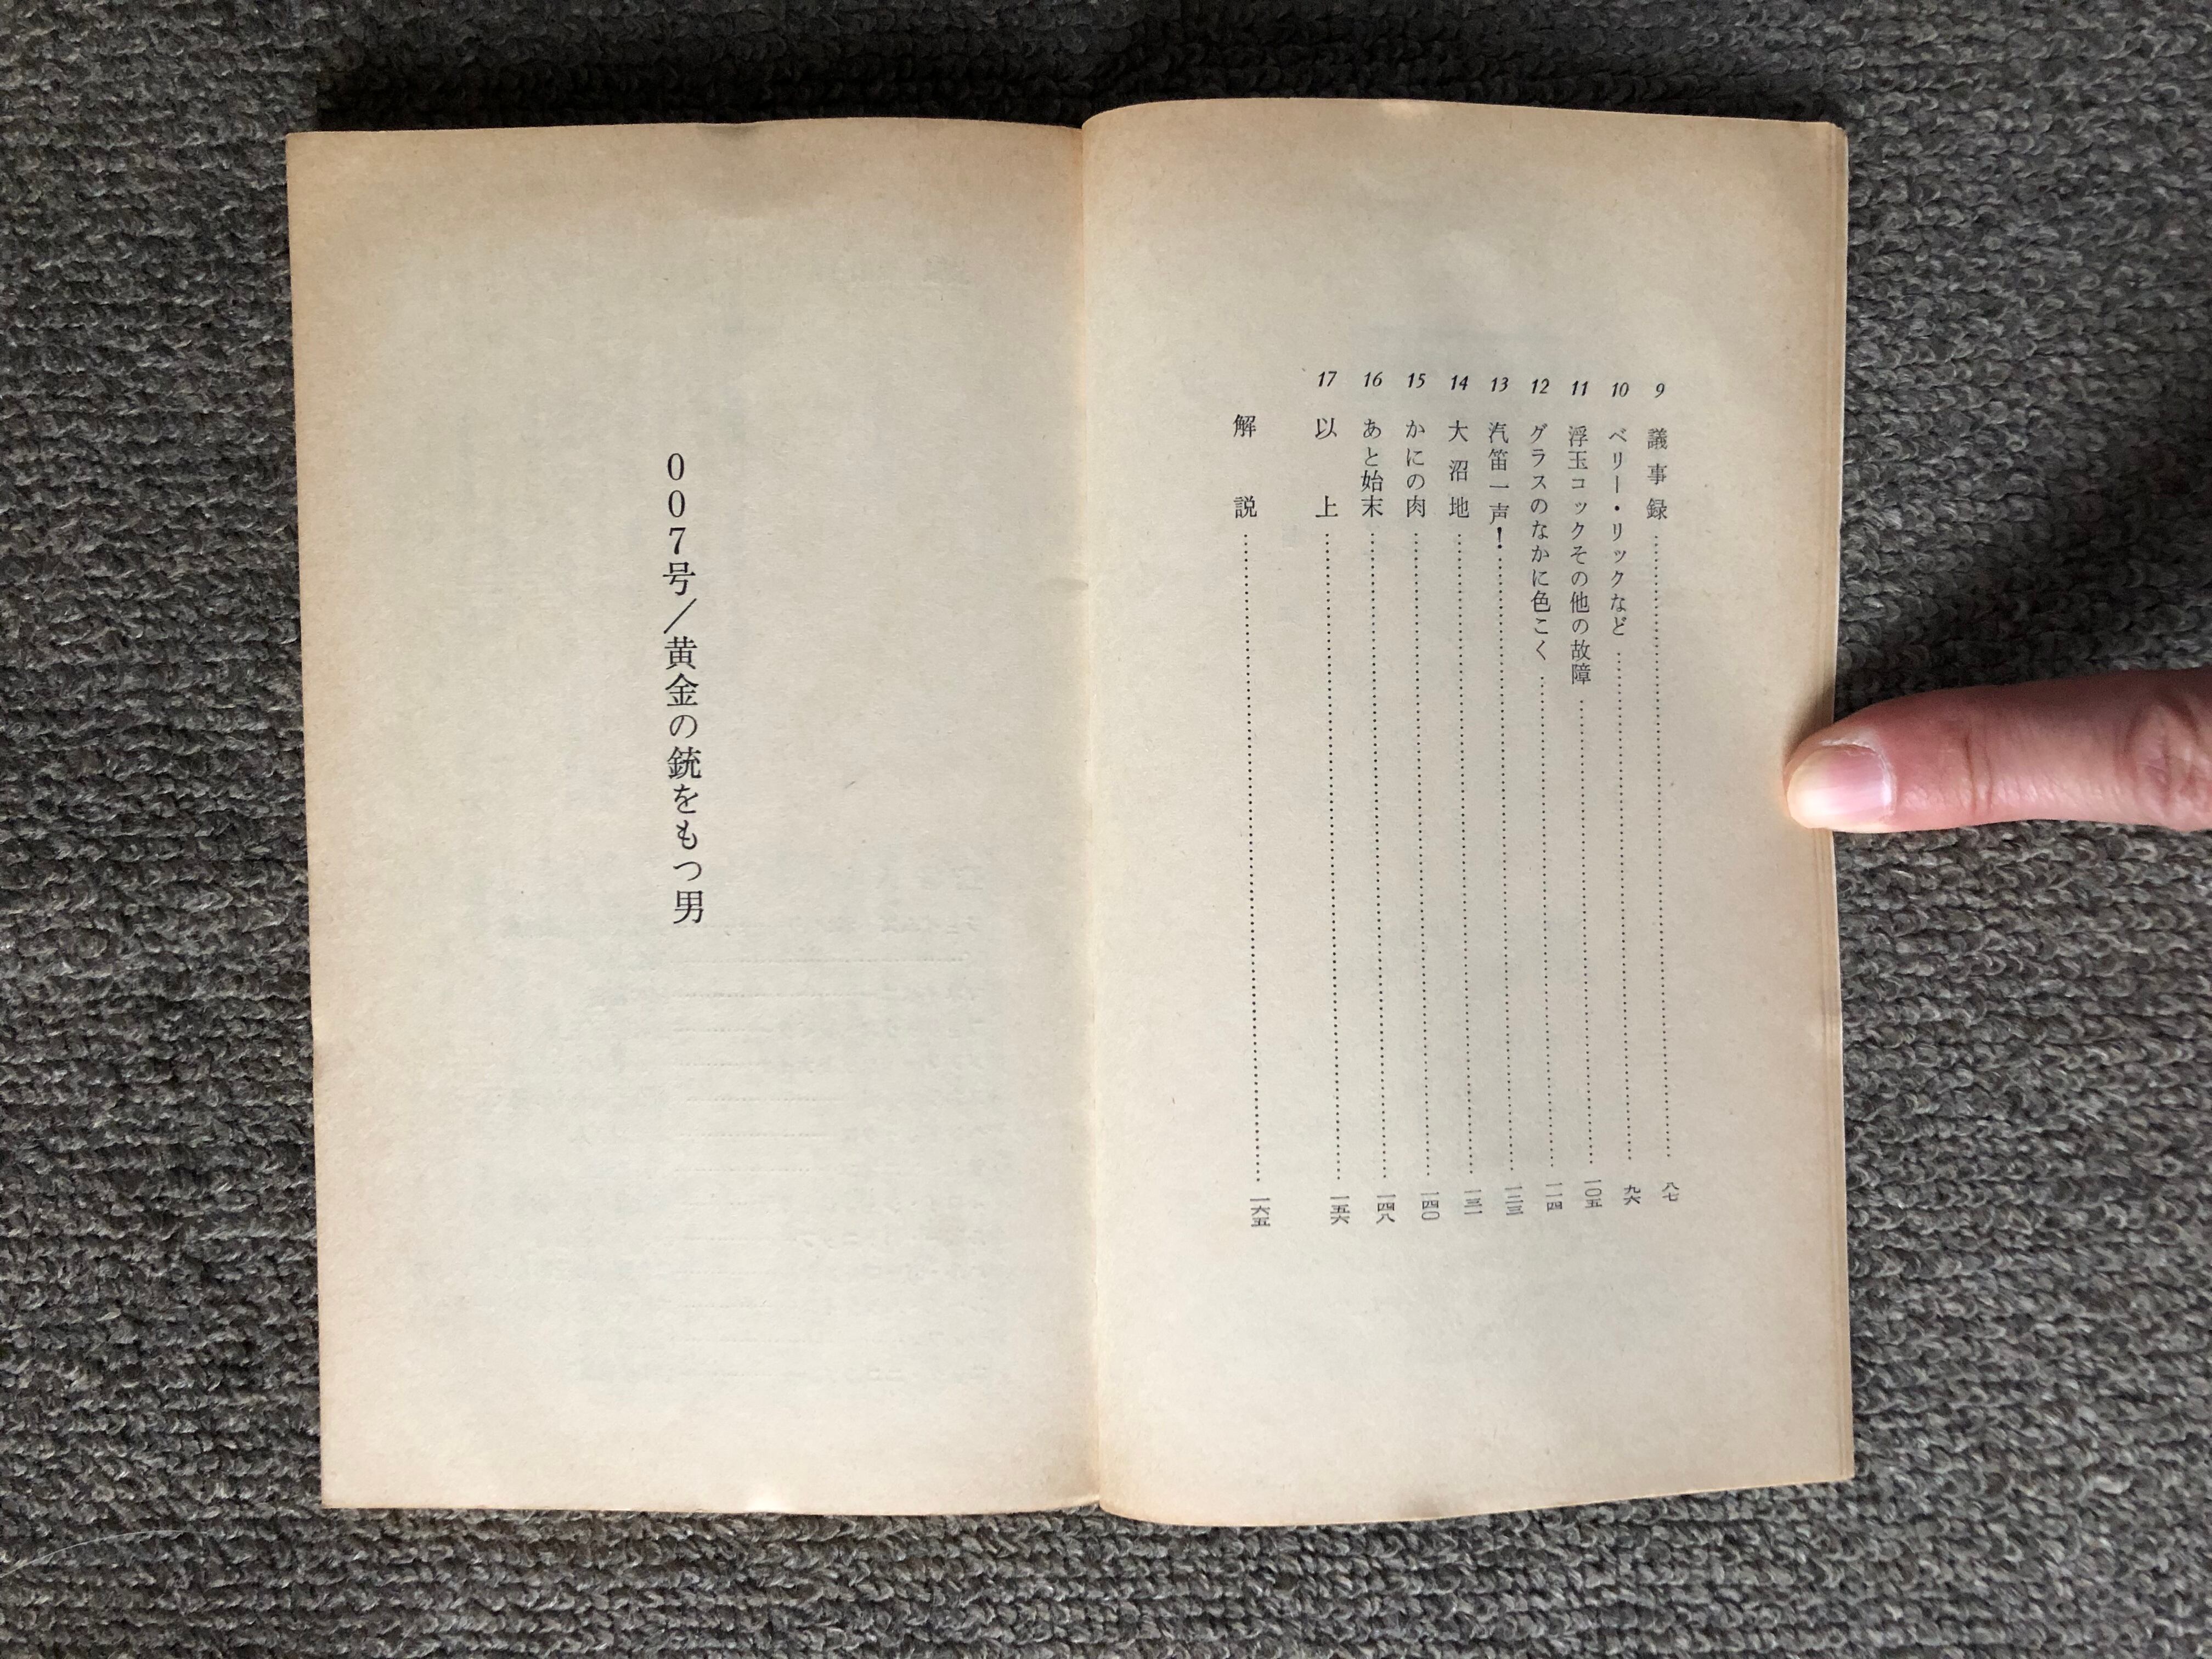 9 議事録 八七
10 ベリー・リックなど 九六
11 浮玉コックその他の故障 一〇五
12 グラスのなかに色こく 一一四
13 汽笛一声! 一二三
14 大沼地 一三一
15 かにの肉 一四〇
16 あと始末 一四八
17 以上 一五六
解説 一六五
007号/黄金の銃をもつ男